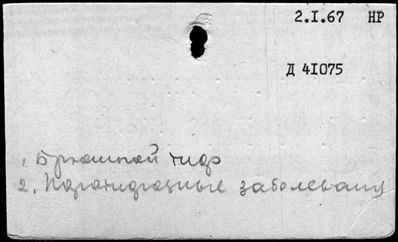 2.I.67 НР
Д 41075
1. Брюшной тиф
2. Паратифозные заболевания